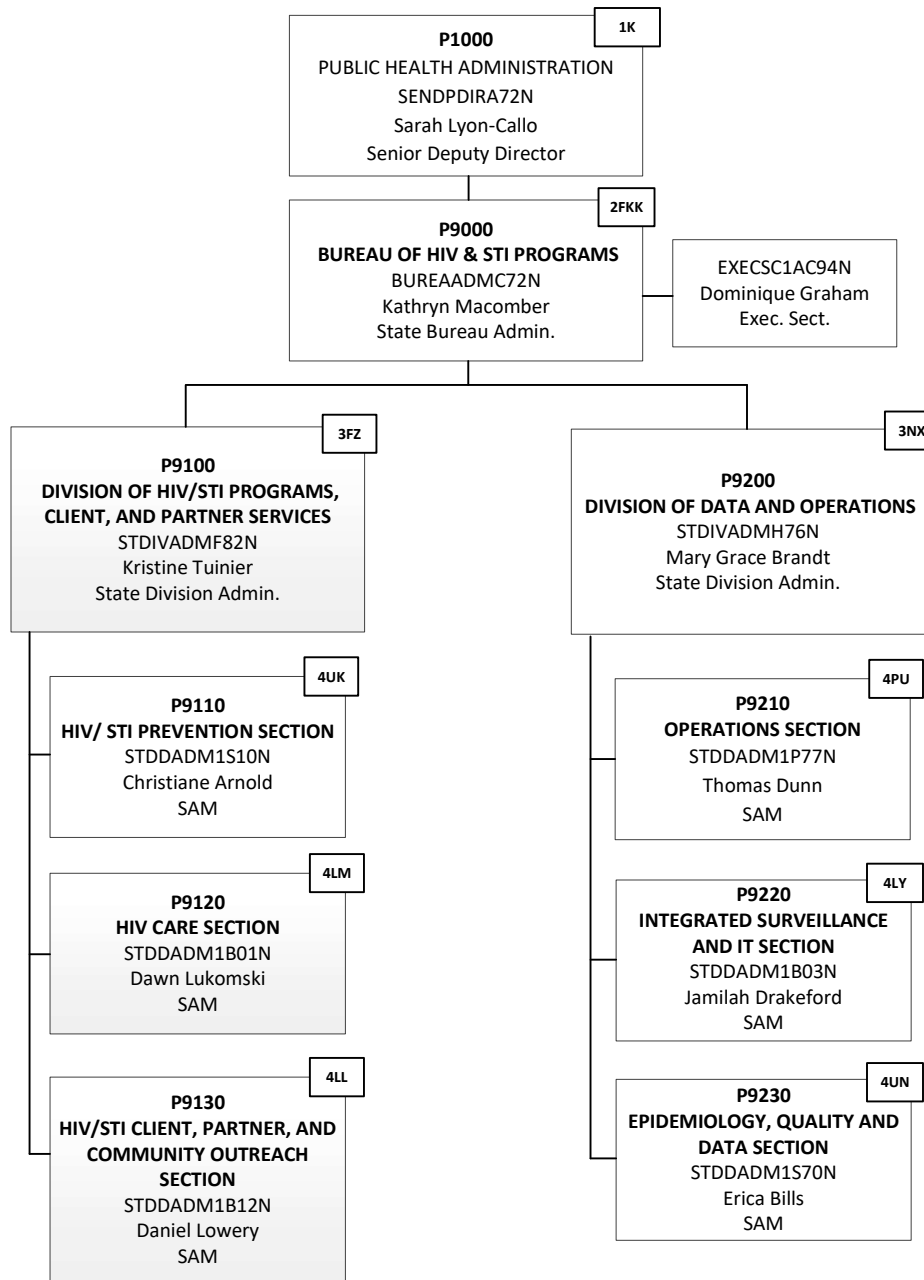 1K
P1000
PUBLIC HEALTH ADMINISTRATION
SENDPDIRA72N
Sarah Lyon-Callo
Senior Deputy Director
2FKK
P9000
BUREAU OF HIV & STI PROGRAMS
BUREAADMC72N
Kathryn Macomber
State Bureau Admin.
EXECSC1AC94N
Dominique Graham
Exec. Sect.
3FZ
P9100
DIVISION OF HIV/STI PROGRAMS,
CLIENT, AND PARTNER SERVICES
STDIVADMF82N
Kristine Tuinier
State Division Admin.
4UK
P9110
HIV/ STI PREVENTION SECTION
STDDADM1S10N
Christiane Arnold
SAM
4LM
P9120
HIV CARE SECTION
STDDADM1B01N
Dawn Lukomski
SAM
4LL
P9130
HIV/STI CLIENT, PARTNER, AND
COMMUNITY OUTREACH
SECTION
STDDADM1B12N
Daniel Lowery
SAM
3NX
P9200
DIVISION OF DATA AND OPERATIONS
STDIVADMH76N
Mary Grace Brandt
State Division Admin.
4PU
P9210
OPERATIONS SECTION
STDDADM1P77N
Thomas Dunn
SAM
4LY
P9220
INTEGRATED SURVEILLANCE
AND IT SECTION
STDDADM1B03N
Jamilah Drakeford
SAM
4UN
P9230
EPIDEMIOLOGY, QUALITY AND
DATA SECTION
STDDADM1S70N
Erica Bills
SAM